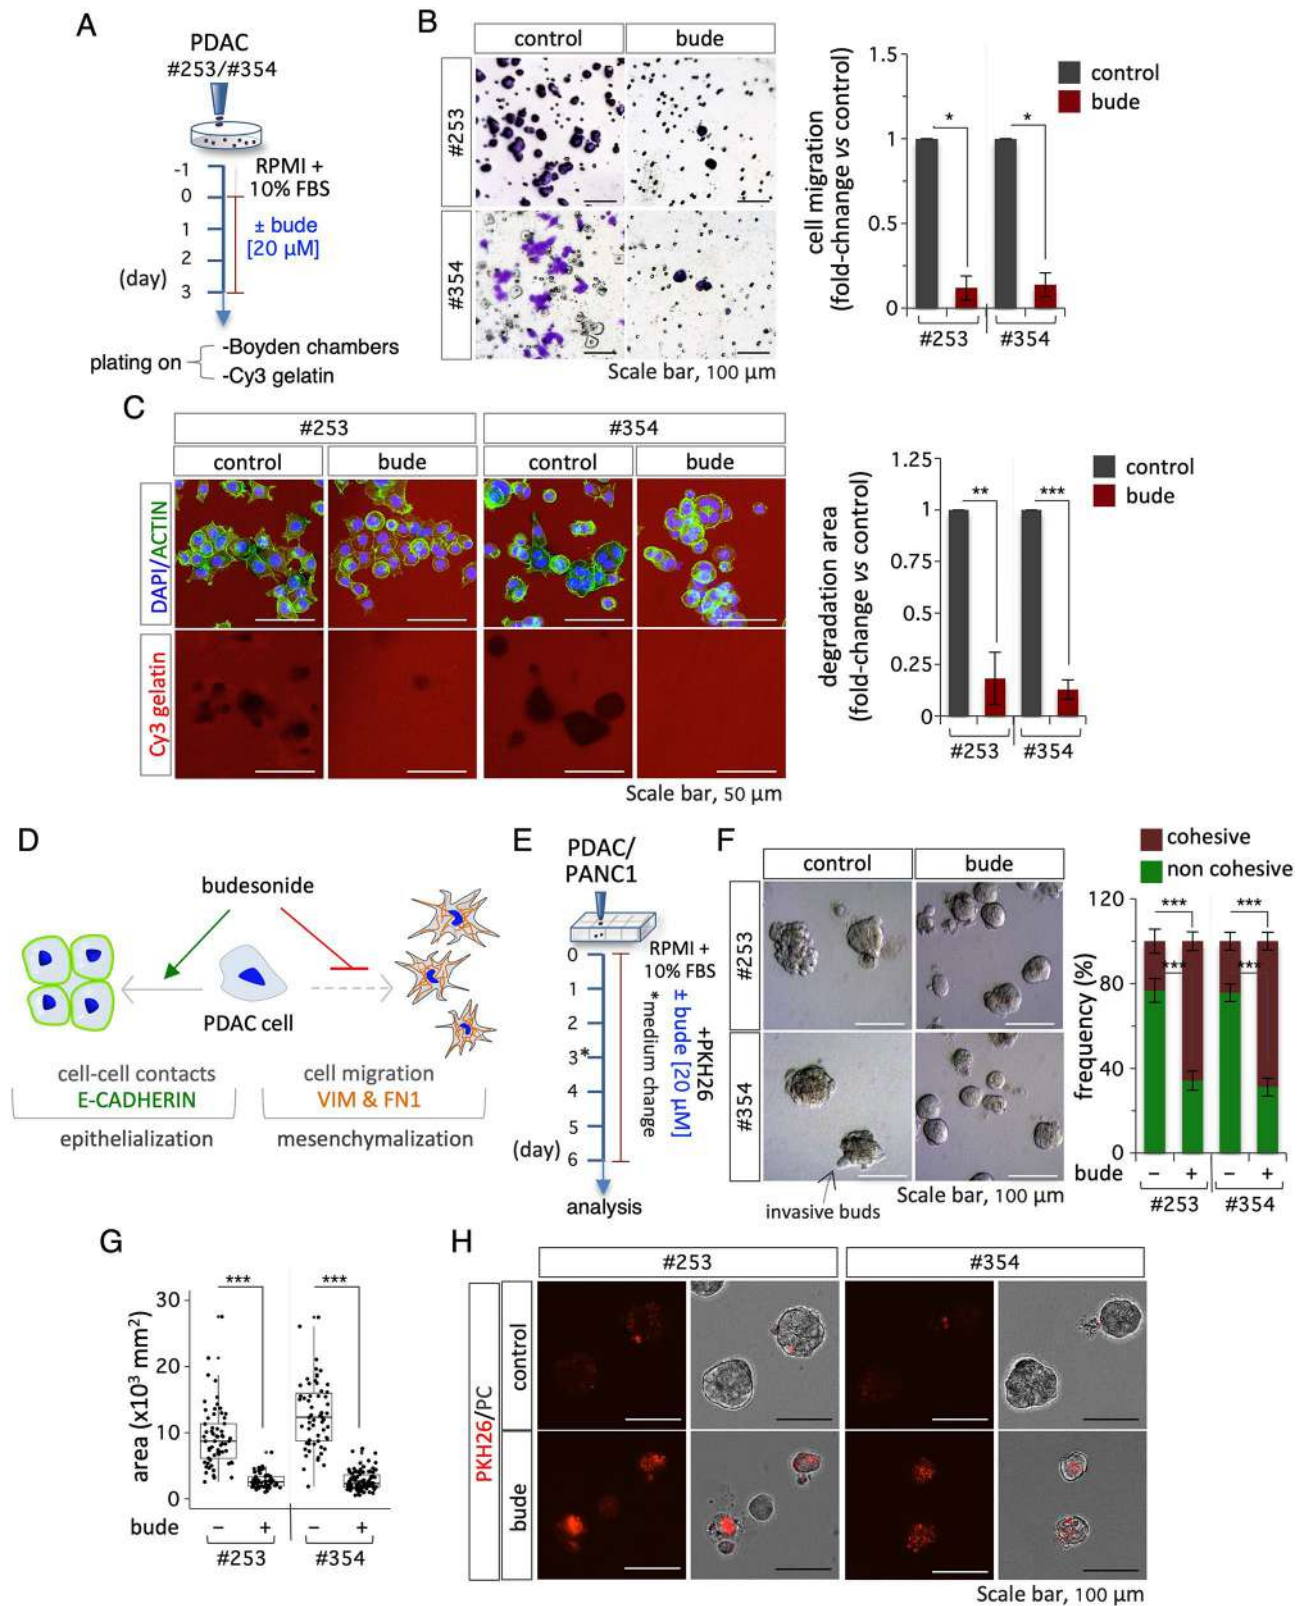 A
PDAC
#253/#354
-1
0
1
2
3
(day)
RPMI +
10% FBS
± bude
[20 µM]
plating on
-Boyden chambers
-Cy3 gelatin
B
control
bude
#253
#354
Scale bar, 100 µm
cell migration
(fold-chnange vs control)
1.5
1
0.5
0
*
*
#253
#354
control
bude
C
#253
#354
control
bude
control
bude
DAPI/ACTIN
Cy3 gelatin
Scale bar, 50 µm
degradation area
(fold-change vs control)
1.25
1
0.75
0.5
0.25
0
**
***
#253
#354
control
bude
D
budesonide
PDAC cell
cell-cell contacts
E-CADHERIN
epithelialization
cell migration
VIM & FN1
mesenchymalization
E
PDAC/
PANC1
0
1
2
3*
4
5
6
(day)
RPMI +
10% FBS
*medium change
± bude [20 µM]
+PKH26
analysis
F
control
bude
#253
#354
invasive buds
Scale bar, 100 µm
cohesive
non cohesive
frequency (%)
120
80
40
0
***
***
***
***
bude
–
+
–
+
#253
#354
G
area (x10³ mm²)
30
20
10
0
***
***
bude
–
+
–
+
#253
#354
H
#253
#354
PKH26/PC
control
bude
Scale bar, 100 µm